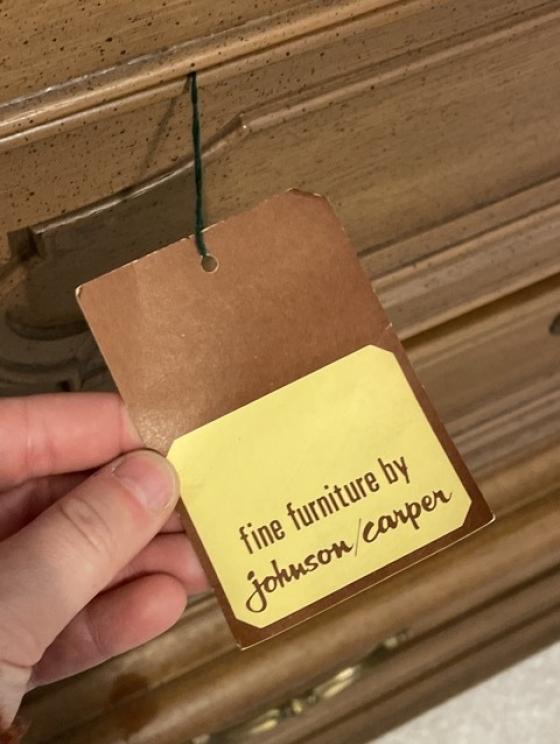 fine furniture by
johnson/carper